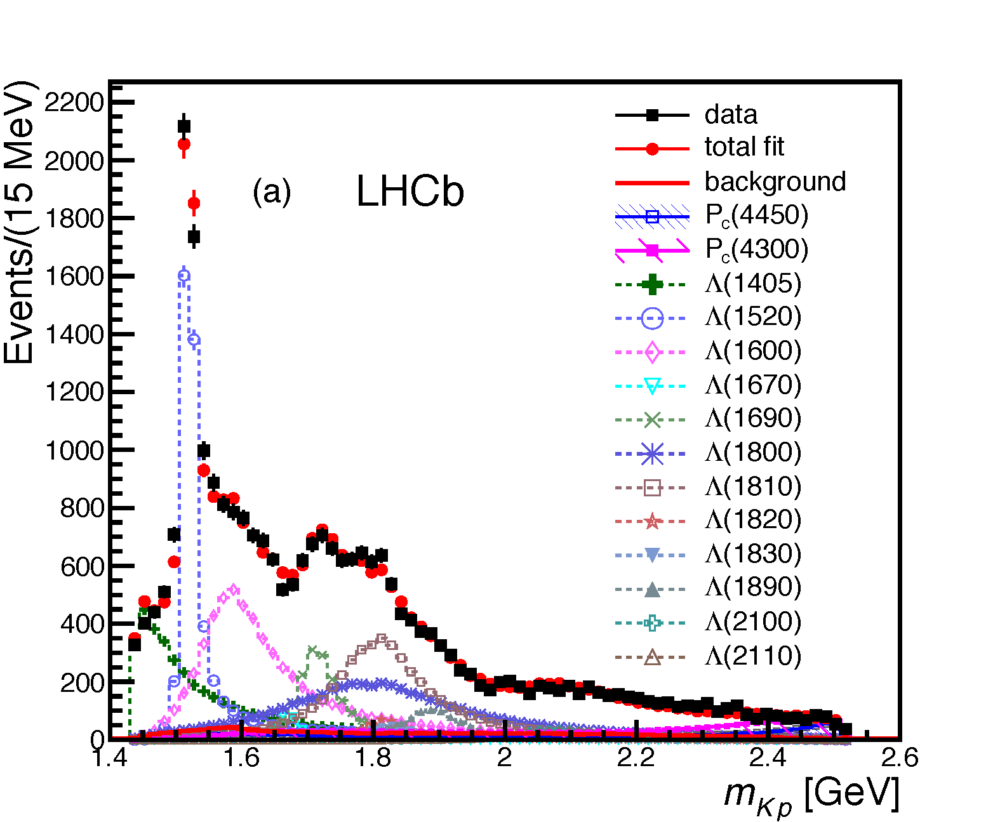 Events/(15 MeV)
2200
2000
1800
1600
1400
1200
1000
800
600
400
200
0
(a) LHCb
data
total fit
background
Pc(4450)
Pc(4300)
Λ(1405)
Λ(1520)
Λ(1600)
Λ(1670)
Λ(1690)
Λ(1800)
Λ(1810)
Λ(1820)
Λ(1830)
Λ(1890)
Λ(2100)
Λ(2110)
1.4 1.6 1.8 2 2.2 2.4 2.6
mKp [GeV]